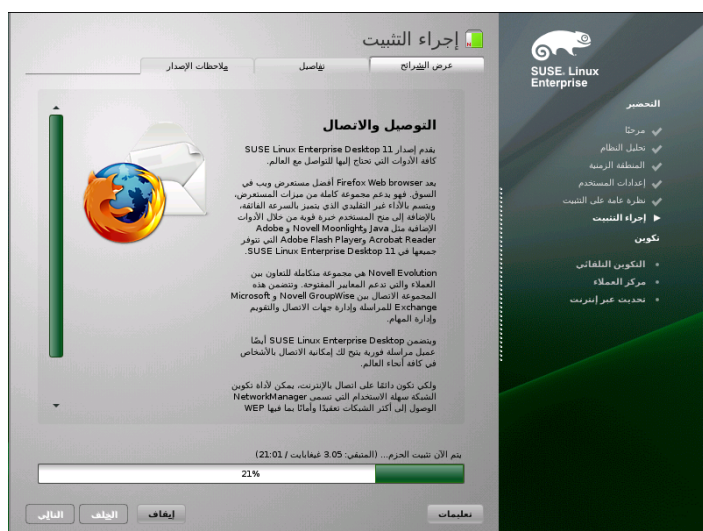 إجراء التثبيت
عرض الشرائح
تفاصيل
ملاحظات الإصدار
التوصيل والاتصال
يقدم إصدار SUSE Linux Enterprise Desktop 11
كافة الأدوات التي تحتاج إليها للتواصل مع العالم.
يعد Firefox Web browser أفضل مستعرض ويب في
السوق. فهو يدعم مجموعة كاملة من ميزات المستعرض،
ويتسم بالأداء غير التقليدي الذي يتميز بالسرعة الفائقة،
بالإضافة إلى منح المستخدم خبرة قوية من خلال الأدوات
الإضافية مثل Java وNovell Moonlight و Adobe
Acrobat Reader وAdobe Flash Player التي تتوفر
جميعها في SUSE Linux Enterprise Desktop 11.
Novell Evolution هي مجموعة متكاملة للتعاون بين
العملاء والتي تدعم المعايير المفتوحة. وتتضمن هذه
المجموعة الاتصال بين Novell GroupWise و Microsoft
Exchange للمراسلة وإدارة جهات الاتصال والتقويم
وإدارة المهام.
ويتضمن SUSE Linux Enterprise Desktop أيضًا
عميل مراسلة فورية يتيح لك إمكانية الاتصال بالأشخاص
في كافة أنحاء العالم.
ولكي تكون دائمًا على اتصال بالإنترنت، يمكن لأداة تكوين
الشبكة سهلة الاستخدام التي تسمى NetworkManager
الوصول إلى أكثر الشبكات تعقيدًا وأمانًا بما فيها WEP
يتم الآن تثبيت الحزم... (المتبقي: 3.05 غيغابايت / 21:01)
21%
تعليمات
إيقاف
الخلف
التالي
SUSE. Linux
Enterprise
التحضير
مرحبًا
تحليل النظام
المنطقة الزمنية
إعدادات المستخدم
نظرة عامة على التثبيت
إجراء التثبيت
تكوين
التكوين التلقائي
مركز العملاء
تحديث عبر إنترنت